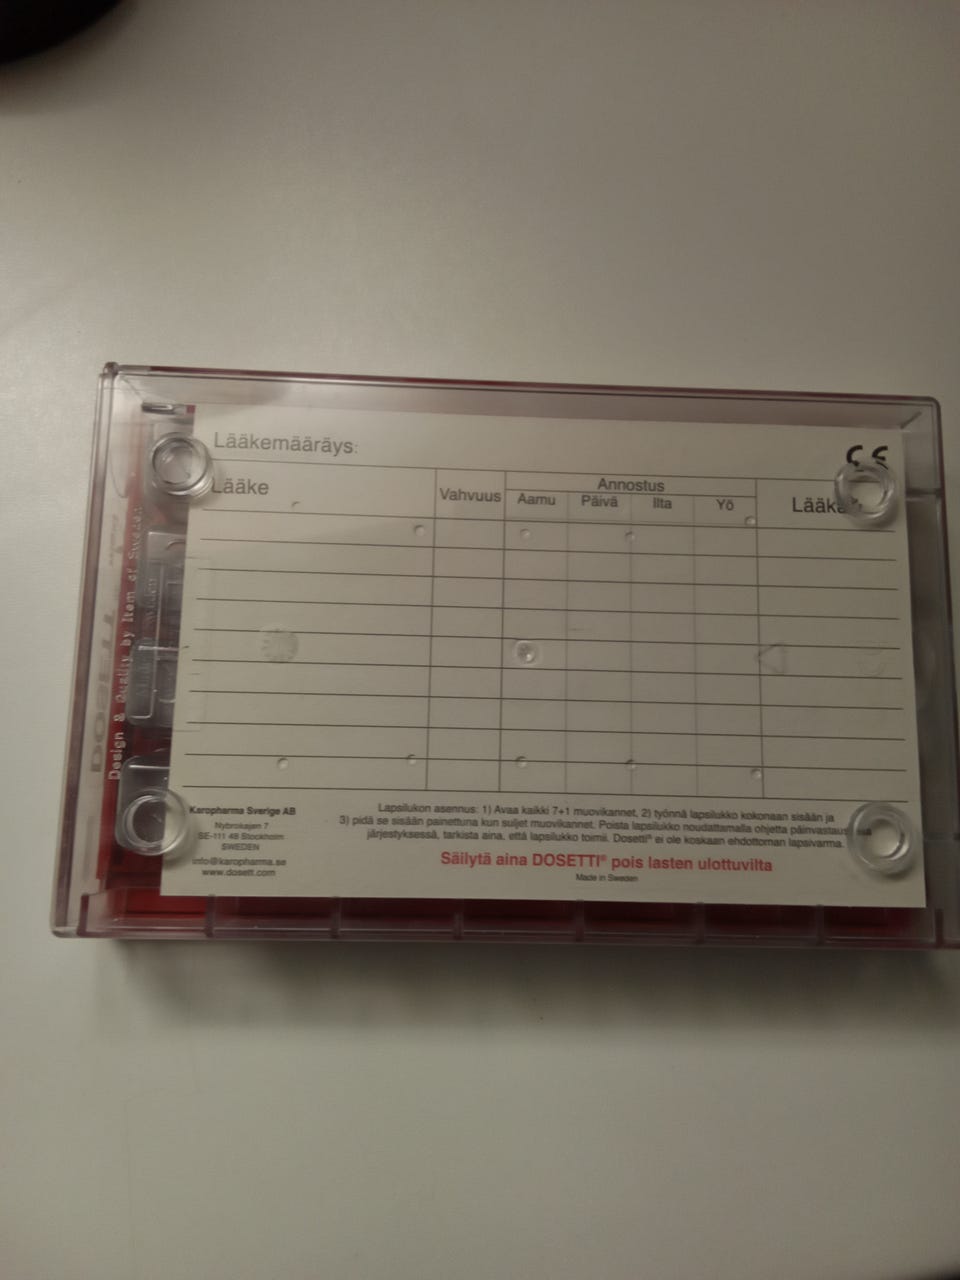 Lääkemääräys:
Lääke
Vahvuus
Annostus
Aamu
Päivä
Ilta
Yö
Karopharma Sverige AB
Nybrokajen 7
SE-111 48 Stockholm
SWEDEN
info@karopharma.se
www.dosett.com
Lapsilukon asennus: 1) Avaa kaikki 7+1 muovikannet, 2) työnnä lapsilukko kokonaan sisään ja
3) pidä se sisään painettuna kun suljet muovikannet. Poista lapsilukko noudattamalla ohjetta
järjestyksessä, tarkista aina, että lapsilukko toimii. Dosetti® ei ole koskaan ehdottoman lapsivarma.
Säilytä aina DOSETTI® pois lasten ulottuvilta
Made in Sweden
CE
DOSETT
Design & Quality by Item of Sweden